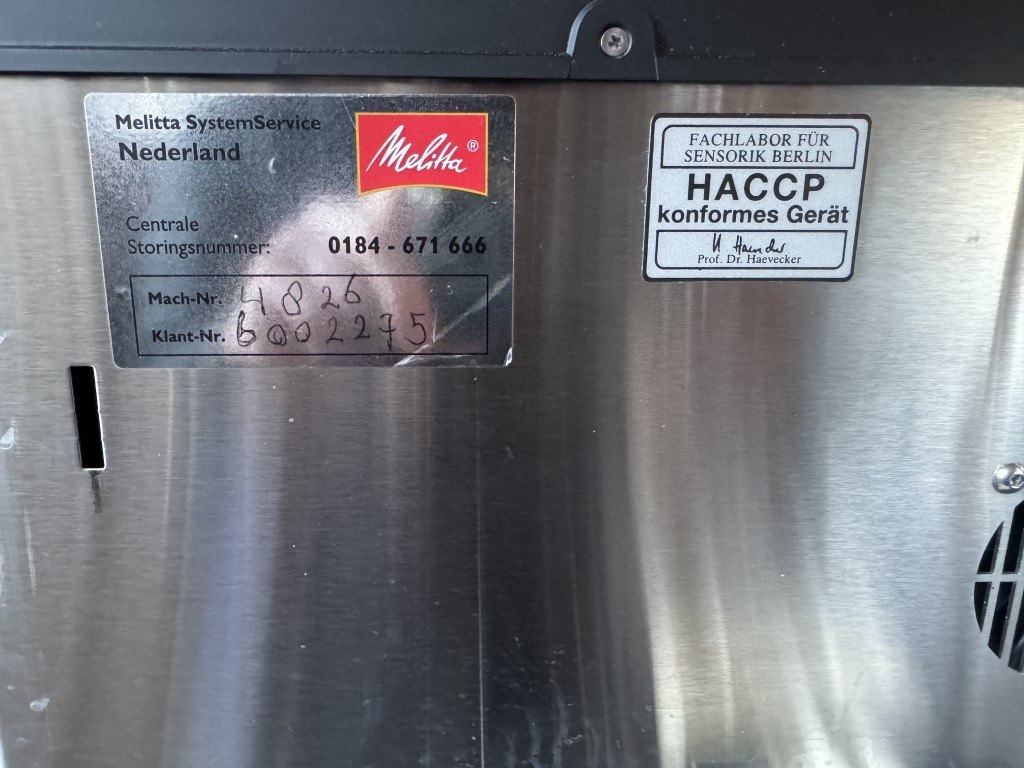 Melitta SystemService
Nederland
Melitta®
Centrale
Storingsnummer: 0184 - 671 666
Mach-Nr. 4826
Klant-Nr. 6002275
FACHLABOR FÜR
SENSORIK BERLIN
HACCP
konformes Gerät
Prof. Dr. Haevecker